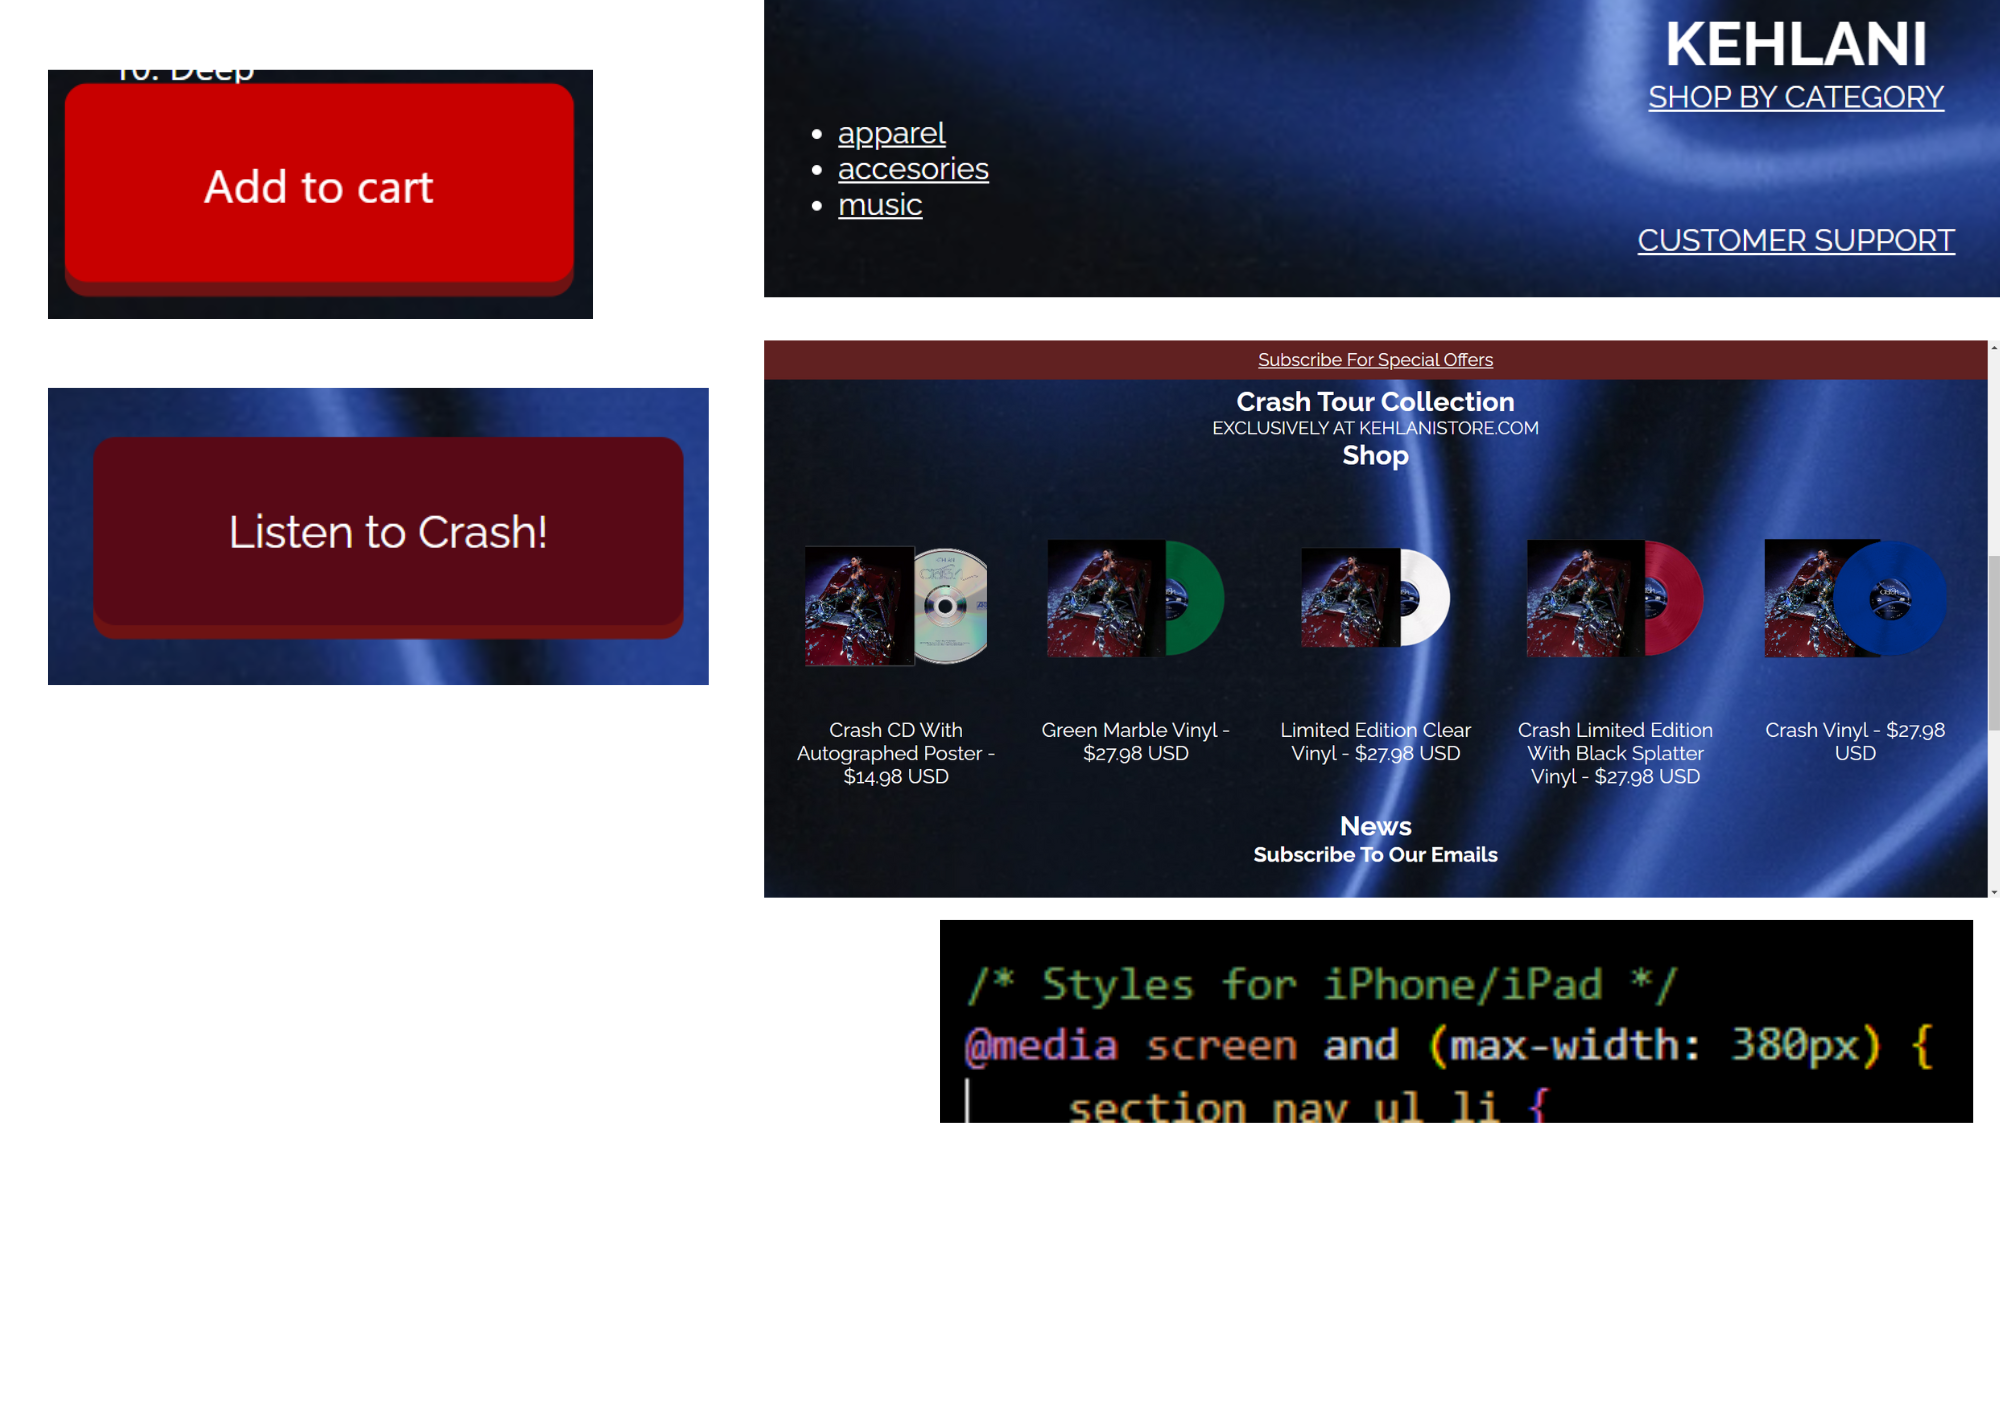 10. Deep
Add to cart
Listen to Crash!
KEHLANI
SHOP BY CATEGORY
• apparel
• accesories
• music
CUSTOMER SUPPORT
Subscribe For Special Offers
Crash Tour Collection
EXCLUSIVELY AT KEHLANISTORE.COM
Shop
Crash CD With
Autographed Poster -
$14.98 USD
Green Marble Vinyl -
$27.98 USD
Limited Edition Clear
Vinyl - $27.98 USD
Crash Limited Edition
With Black Splatter
Vinyl - $27.98 USD
Crash Vinyl - $27.98
USD
News
Subscribe To Our Emails
/* Styles for iPhone/iPad */
@media screen and (max-width: 380px) {
section nav ul li {